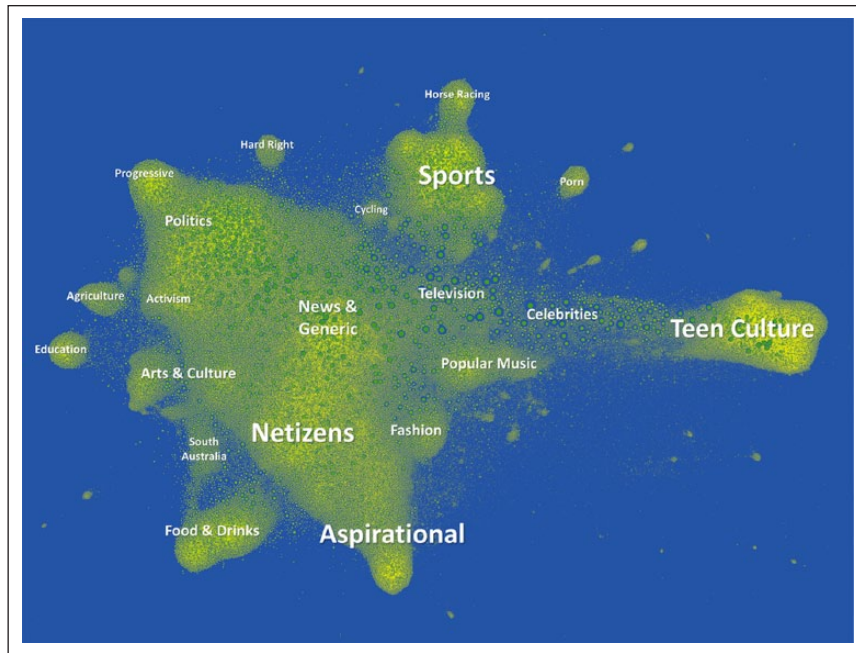 Horse Racing
Hard Right
Progressive
Sports
Porn
Cycling
Politics
Agriculture
Activism
News &
Generic
Television
Celebrities
Teen Culture
Education
Arts & Culture
Popular Music
Netizens
Fashion
South
Australia
Food & Drinks
Aspirational